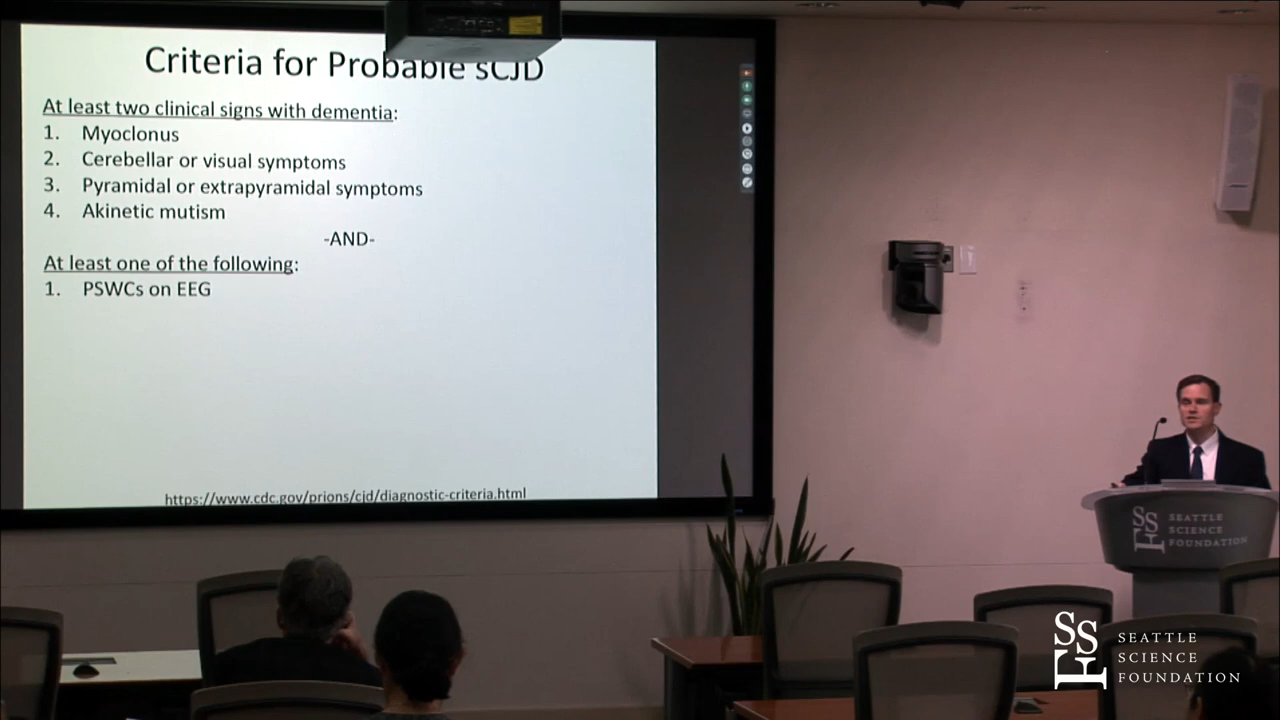 Criteria for Probable sCJD
At least two clinical signs with dementia:
1. Myoclonus
2. Cerebellar or visual symptoms
3. Pyramidal or extrapyramidal symptoms
4. Akinetic mutism
-AND-
At least one of the following:
1. PSWCs on EEG
https://www.cdc.gov/prions/cjd/diagnostic-criteria.html
SSF
SEATTLE
SCIENCE
FOUNDATION
SSF
SEATTLE
SCIENCE
FOUNDATION